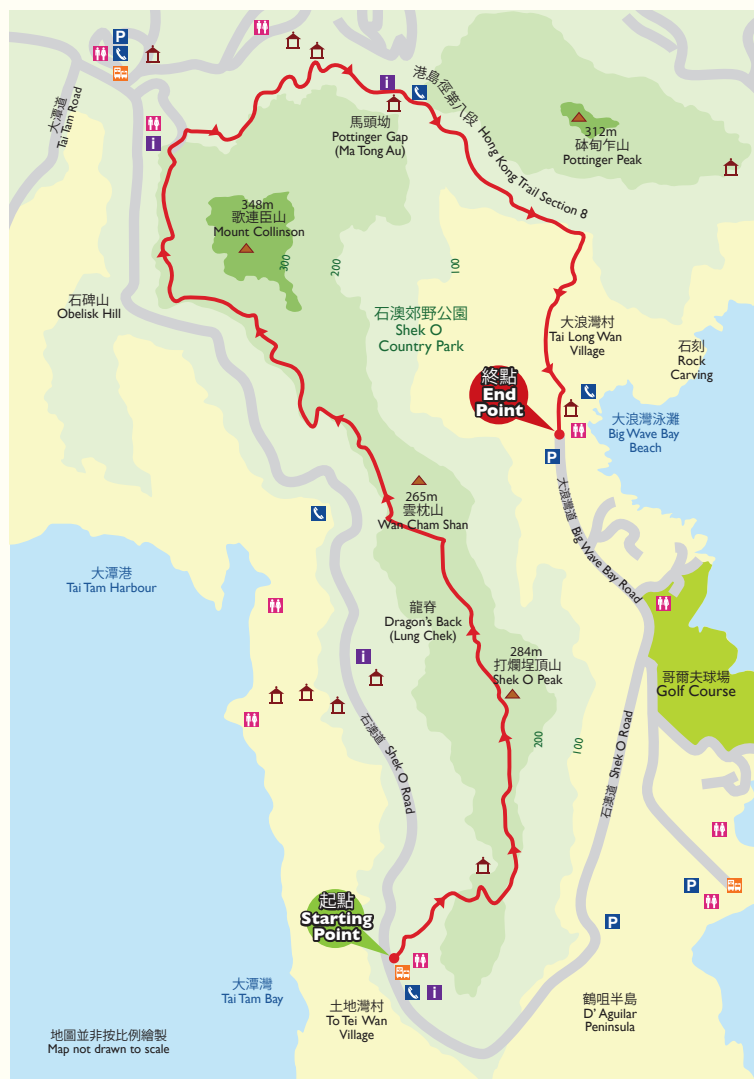 P
大潭道
Tai Tam Road
i
i
馬頭坳
Pottinger Gap
(Ma Tong Au)
港島徑第八段 Hong Kong Trail Section 8
312m
砵甸乍山
Pottinger Peak
348m
歌連臣山
Mount Collinson
300
200
100
石碑山
Obelisk Hill
石澳郊野公園
Shek O
Country Park
大浪灣村
Tai Long Wan
Village
石刻
Rock
Carving
終點
End
Point
大浪灣泳灘
Big Wave Bay
Beach
P
265m
雲枕山
Wan Cham Shan
大浪灣道 Big Wave Bay Road
大潭港
Tai Tam Harbour
龍脊
Dragon's Back
(Lung Chek)
i
284m
打爛埕頂山
Shek O Peak
哥爾夫球場
Golf Course
石澳道 Shek O Road
200
100
石澳道 Shek O Road
起點
Starting
Point
P
P
i
大潭灣
Tai Tam Bay
土地灣村
To Tei Wan
Village
鶴咀半島
D' Aguilar
Peninsula
地圖並非按比例繪製
Map not drawn to scale